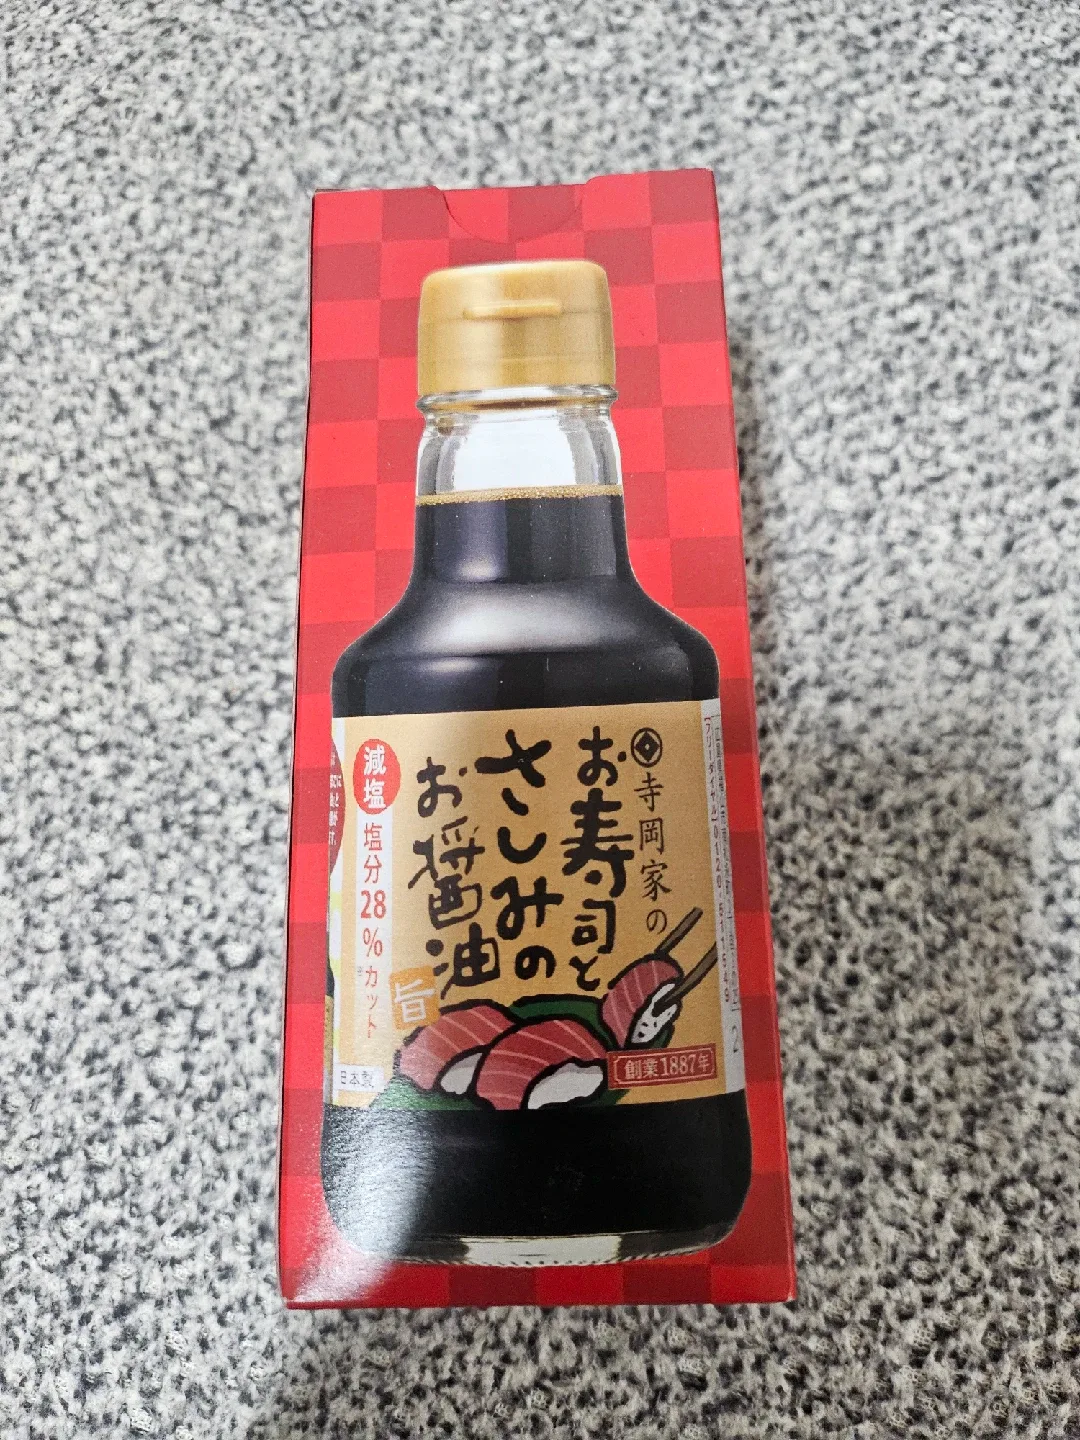 寺岡家の
お寿司と
さしみの
お醤油
旨
減塩
塩分28%カット
日本製
創業1887年